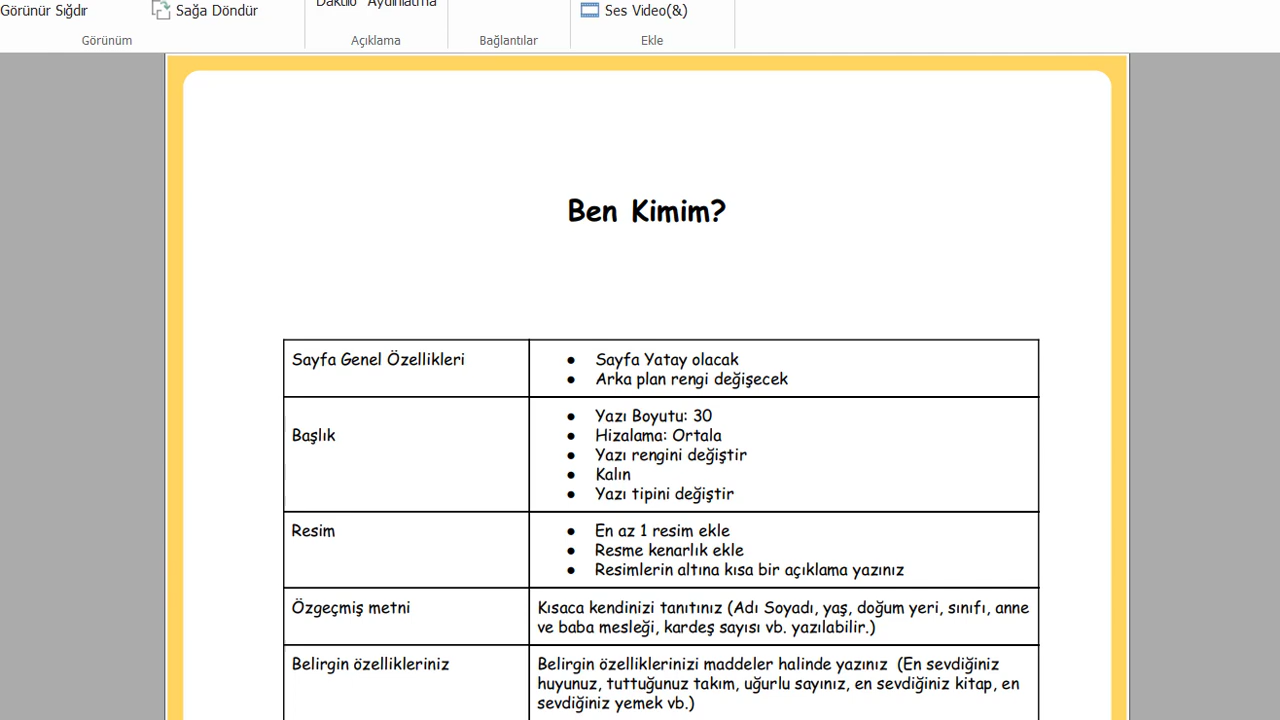 Görünür Sığdır
Sağa Döndür
Aydınlatma
Ses Video(&)
Görünüm
Açıklama
Bağlantılar
Ekle
Ben Kimim?
Sayfa Genel Özellikleri
● Sayfa Yatay olacak
● Arka plan rengi değişecek
Başlık
● Yazı Boyutu: 30
● Hizalama: Ortala
● Yazı rengini değiştir
● Kalın
● Yazı tipini değiştir
Resim
● En az 1 resim ekle
● Resme kenarlık ekle
● Resimlerin altına kısa bir açıklama yazınız
Özgeçmiş metni
Kısaca kendinizi tanıtınız (Adı Soyadı, yaş, doğum yeri, sınıfı, anne
ve baba mesleği, kardeş sayısı vb. yazılabilir.)
Belirgin özellikleriniz
Belirgin özelliklerinizi maddeler halinde yazınız (En sevdiğiniz
huyunuz, tuttuğunuz takım, uğurlu sayınız, en sevdiğiniz kitap, en
sevdiğiniz yemek vb.)